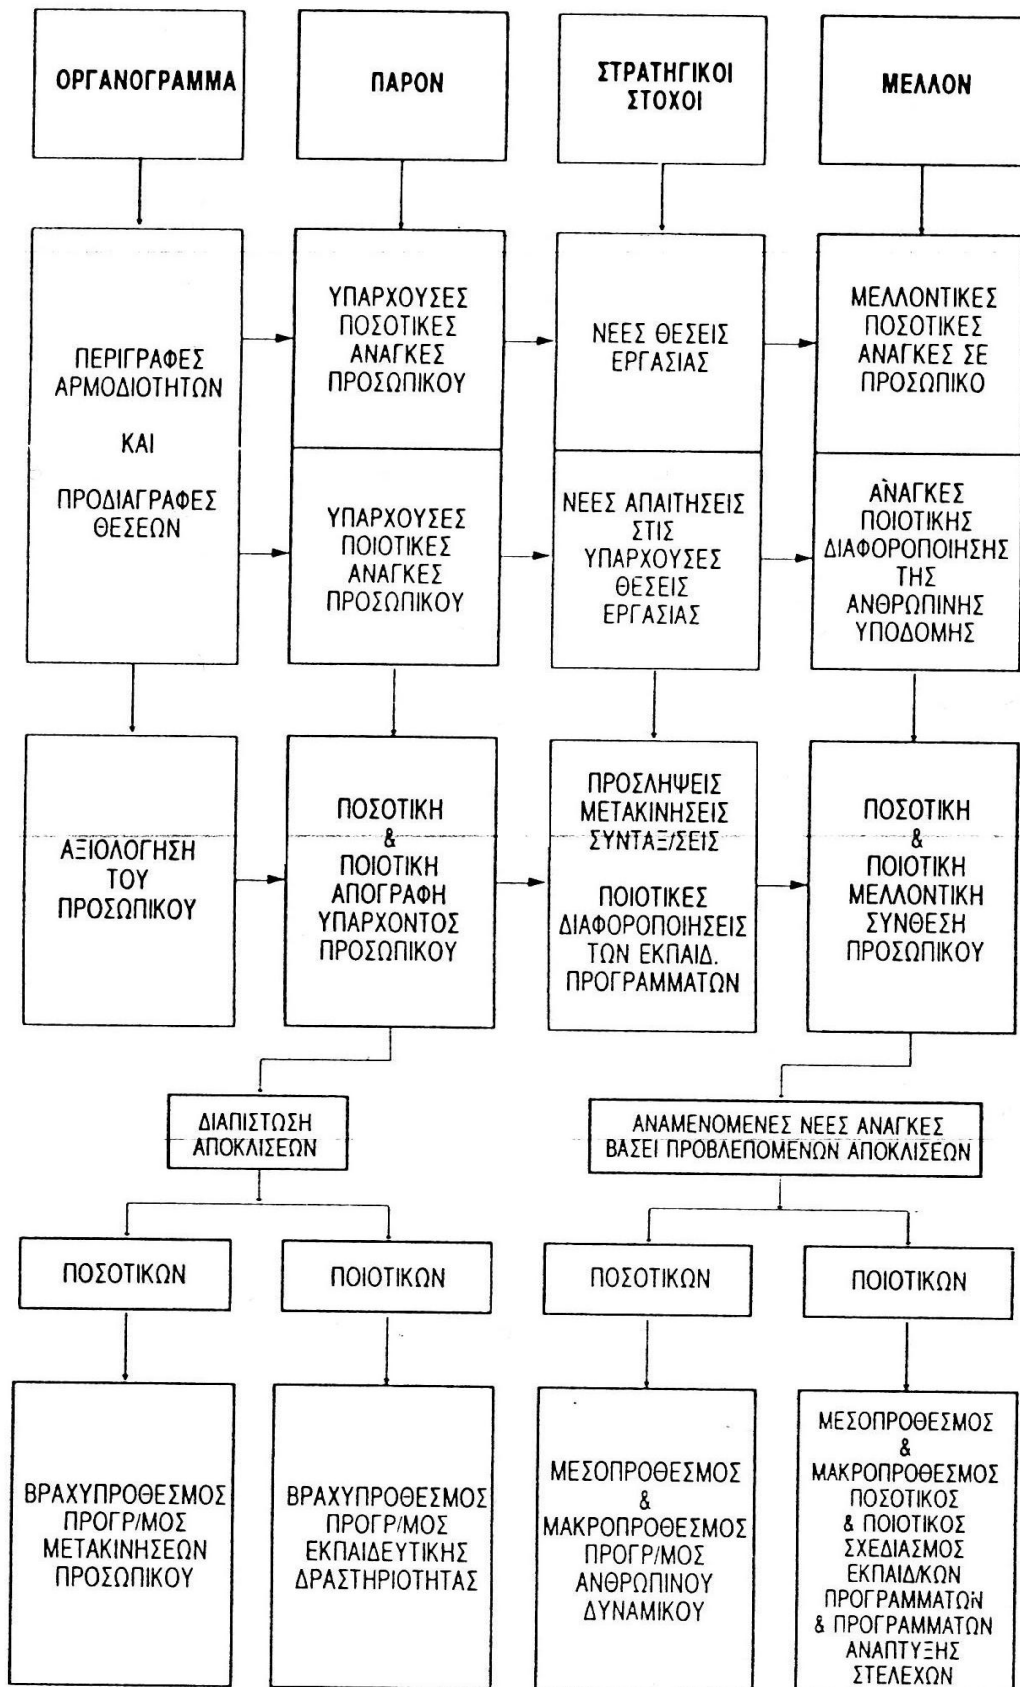 ΟΡΓΑΝΟΓΡΑΜΜΑ
ΠΑΡΟΝ
ΣΤΡΑΤΗΓΙΚΟΙ
ΣΤΟΧΟΙ
ΜΕΛΛΟΝ
ΠΕΡΙΓΡΑΦΕΣ
ΑΡΜΟΔΙΟΤΗΤΩΝ
ΚΑΙ
ΠΡΟΔΙΑΓΡΑΦΕΣ
ΘΕΣΕΩΝ
ΥΠΑΡΧΟΥΣΕΣ
ΠΟΣΟΤΙΚΕΣ
ΑΝΑΓΚΕΣ
ΠΡΟΣΩΠΙΚΟΥ
ΝΕΕΣ ΘΕΣΕΙΣ
ΕΡΓΑΣΙΑΣ
ΜΕΛΛΟΝΤΙΚΕΣ
ΠΟΣΟΤΙΚΕΣ
ΑΝΑΓΚΕΣ ΣΕ
ΠΡΟΣΩΠΙΚΟ
ΥΠΑΡΧΟΥΣΕΣ
ΠΟΙΟΤΙΚΕΣ
ΑΝΑΓΚΕΣ
ΠΡΟΣΩΠΙΚΟΥ
ΝΕΕΣ ΑΠΑΙΤΗΣΕΙΣ
ΣΤΙΣ
ΥΠΑΡΧΟΥΣΕΣ
ΘΕΣΕΙΣ
ΕΡΓΑΣΙΑΣ
ΑΝΑΓΚΕΣ
ΠΟΙΟΤΙΚΗΣ
ΔΙΑΦΟΡΟΠΟΙΗΣΗΣ
ΤΗΣ
ΑΝΘΡΩΠΙΝΗΣ
ΥΠΟΔΟΜΗΣ
ΑΞΙΟΛΟΓΗΣΗ
ΤΟΥ
ΠΡΟΣΩΠΙΚΟΥ
ΠΟΣΟΤΙΚΗ
&
ΠΟΙΟΤΙΚΗ
ΑΠΟΓΡΑΦΗ
ΥΠΑΡΧΟΝΤΟΣ
ΠΡΟΣΩΠΙΚΟΥ
ΠΡΟΣΛΗΨΕΙΣ
ΜΕΤΑΚΙΝΗΣΕΙΣ
ΣΥΝΤΑΞ/ΣΕΙΣ
ΠΟΙΟΤΙΚΕΣ
ΔΙΑΦΟΡΟΠΟΙΗΣΕΙΣ
ΤΩΝ ΕΚΠΑΙΔ.
ΠΡΟΓΡΑΜΜΑΤΩΝ
ΠΟΣΟΤΙΚΗ
&
ΠΟΙΟΤΙΚΗ
ΜΕΛΛΟΝΤΙΚΗ
ΣΥΝΘΕΣΗ
ΠΡΟΣΩΠΙΚΟΥ
ΔΙΑΠΙΣΤΩΣΗ
ΑΠΟΚΛΙΣΕΩΝ
ΑΝΑΜΕΝΟΜΕΝΕΣ ΝΕΕΣ ΑΝΑΓΚΕΣ
ΒΑΣΕΙ ΠΡΟΒΛΕΠΟΜΕΝΩΝ ΑΠΟΚΛΙΣΕΩΝ
ΠΟΣΟΤΙΚΩΝ
ΠΟΙΟΤΙΚΩΝ
ΠΟΣΟΤΙΚΩΝ
ΠΟΙΟΤΙΚΩΝ
ΒΡΑΧΥΠΡΟΘΕΣΜΟΣ
ΠΡΟΓΡ/ΜΟΣ
ΜΕΤΑΚΙΝΗΣΕΩΝ
ΠΡΟΣΩΠΙΚΟΥ
ΒΡΑΧΥΠΡΟΘΕΣΜΟΣ
ΠΡΟΓΡ/ΜΟΣ
ΕΚΠΑΙΔΕΥΤΙΚΗΣ
ΔΡΑΣΤΗΡΙΟΤΗΤΑΣ
ΜΕΣΟΠΡΟΘΕΣΜΟΣ
&
ΜΑΚΡΟΠΡΟΘΕΣΜΟΣ
ΠΡΟΓΡ/ΜΟΣ
ΑΝΘΡΩΠΙΝΟΥ
ΔΥΝΑΜΙΚΟΥ
ΜΕΣΟΠΡΟΘΕΣΜΟΣ
&
ΜΑΚΡΟΠΡΟΘΕΣΜΟΣ
ΠΟΣΟΤΙΚΟΣ
& ΠΟΙΟΤΙΚΟΣ
ΣΧΕΔΙΑΣΜΟΣ
ΕΚΠΑΙΔ/ΚΩΝ
ΠΡΟΓΡΑΜΜΑΤΩΝ
& ΠΡΟΓΡΑΜΜΑΤΩΝ
ΑΝΑΠΤΥΞΗΣ
ΣΤΕΛΕΧΩΝ